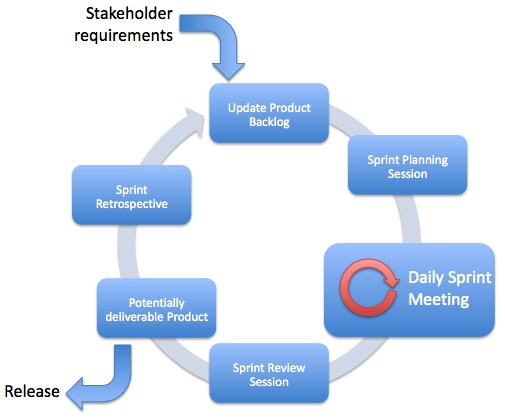 Stakeholder
requirements
Update Product
Backlog
Sprint Planning
Session
Daily Sprint
Meeting
Sprint Review
Session
Potentially
deliverable Product
Release
Sprint
Retrospective